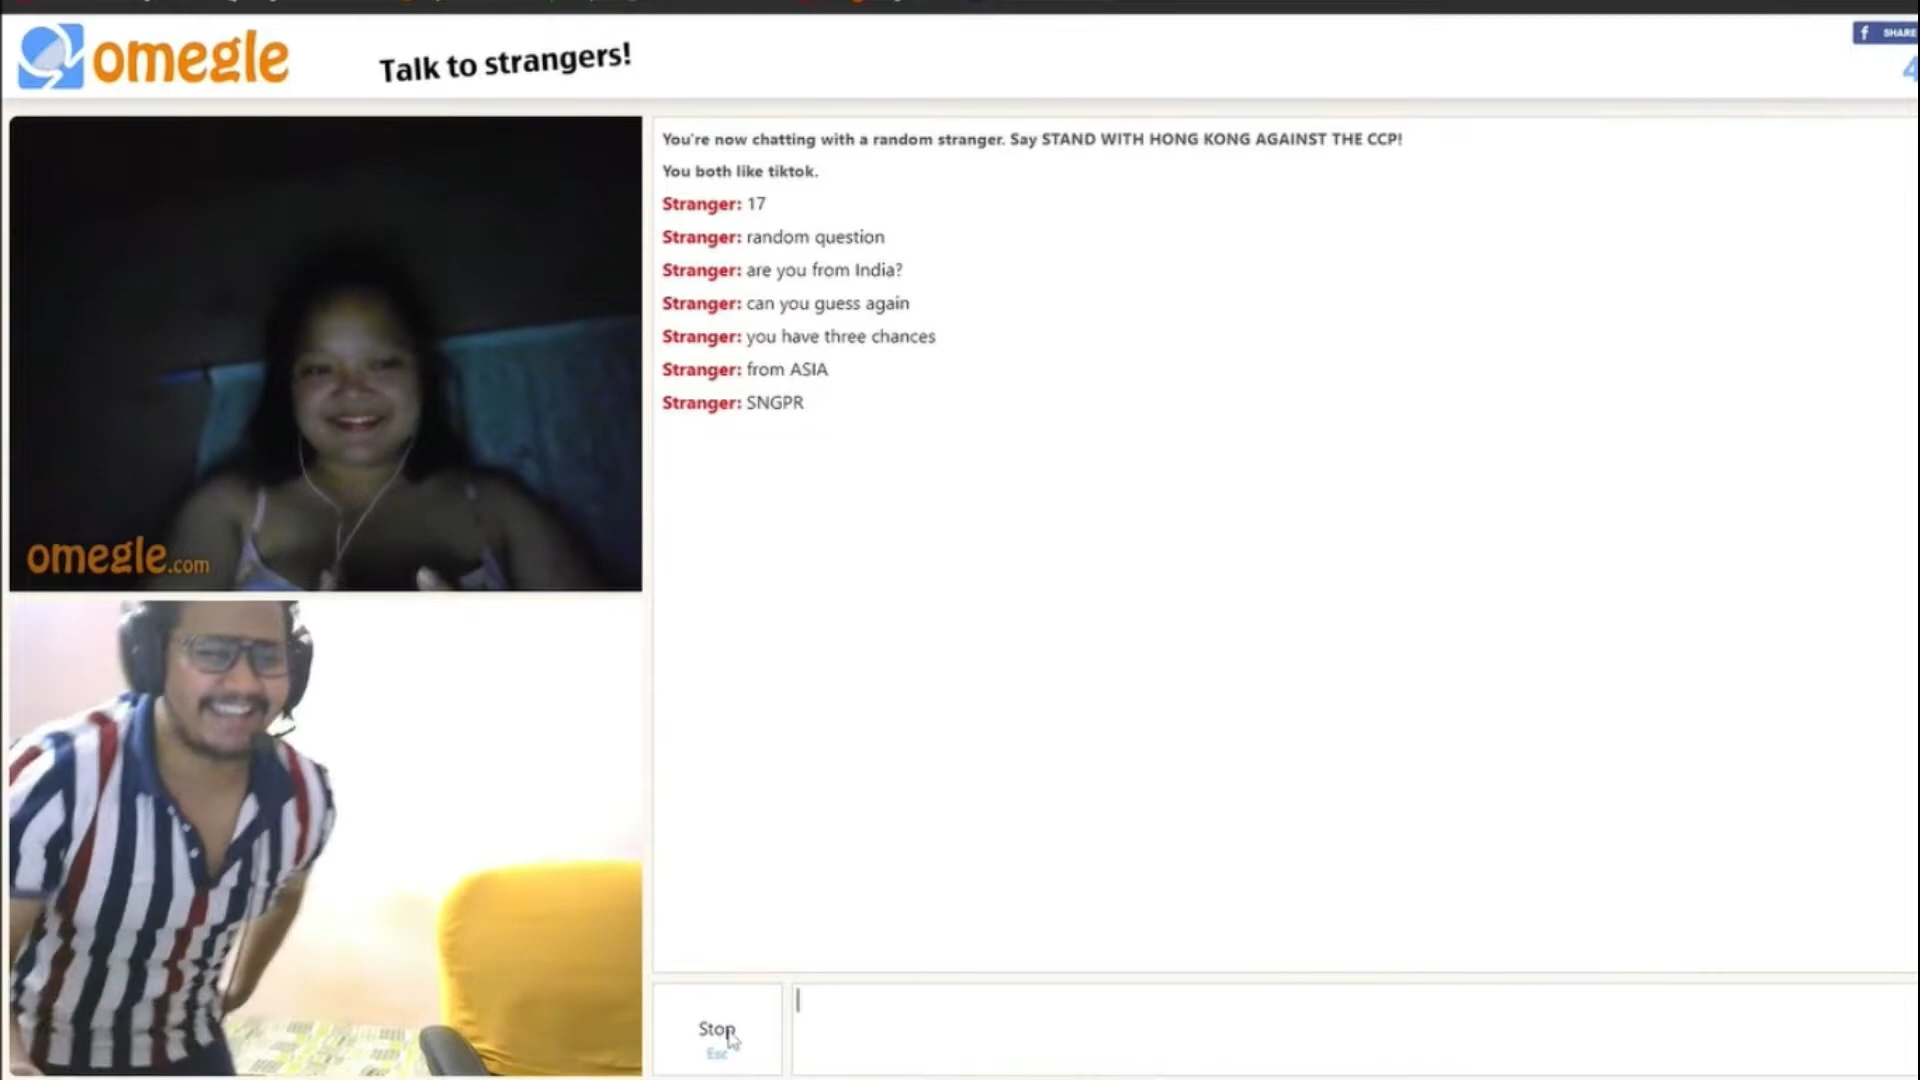 omegle
Talk to strangers!
SHARE
You're now chatting with a random stranger. Say STAND WITH HONG KONG AGAINST THE CCP!
You both like tiktok.
Stranger: 17
Stranger: random question
Stranger: are you from India?
Stranger: can you guess again
Stranger: you have three chances
Stranger: from ASIA
Stranger: SNGPR
omegle.com
Stop
Esc